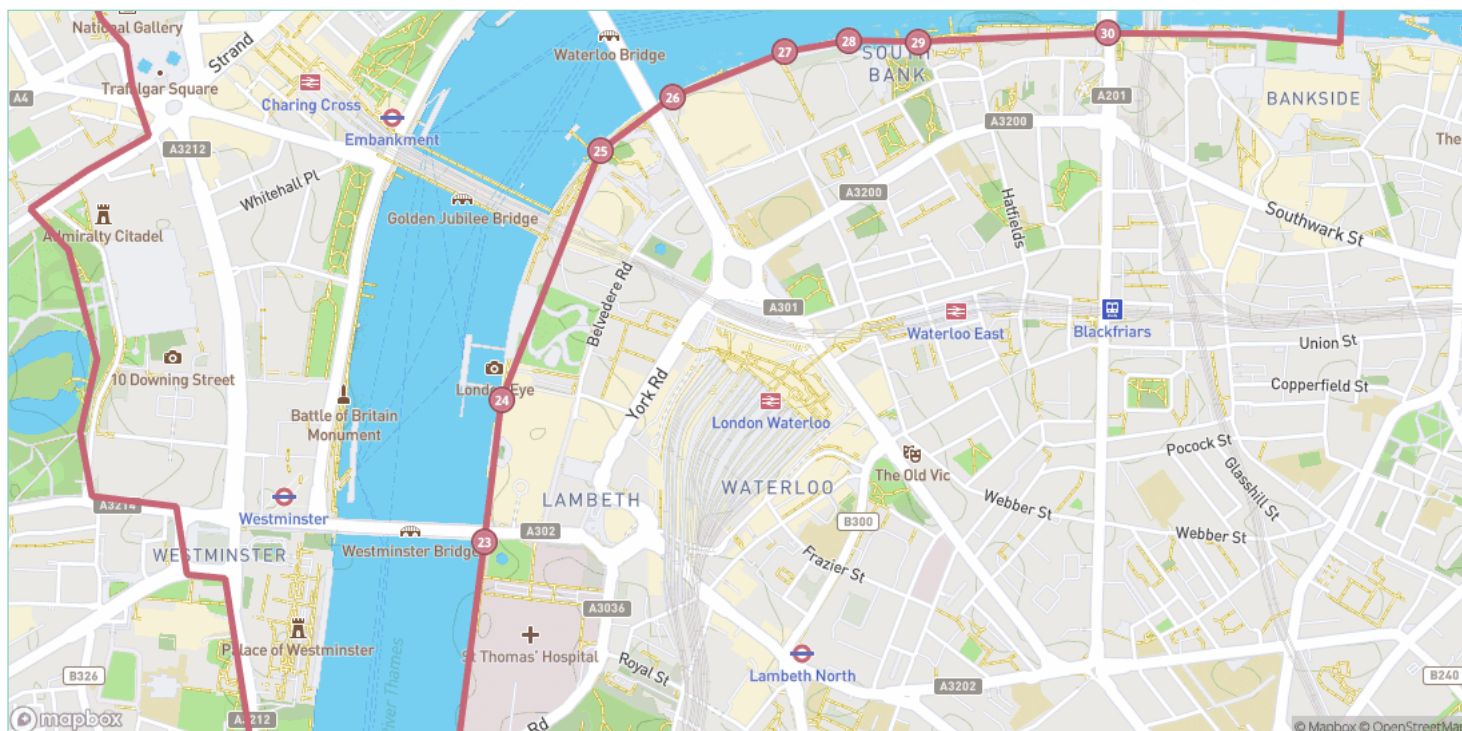 National Gallery
Strand
Waterloo Bridge
27
28
29
30
SOUTH
BANK
Trafalgar Square
A4
Charing Cross
26
A201
BANKSIDE
Embankment
A3200
The
A3212
25
Whitehall Pl
A3200
Hatfields
Golden Jubilee Bridge
Southwark St
Admiralty Citadel
Belvedere Rd
A301
Waterloo East
Blackfriars
Union St
10 Downing Street
London Eye
24
York Rd
Copperfield St
Battle of Britain
Monument
London Waterloo
Pocock St
The Old Vic
Glasshill St
LAMBETH
WATERLOO
Webber St
A3214
Westminster
B300
Webber St
Westminster Bridge
23
A302
WESTMINSTER
Frazier St
A3036
Palace of Westminster
St Thomas' Hospital
River Thames
Royal St
B326
Lambeth North
A3202
B240
A3212
Rd
mapbox
© Mapbox © OpenStreetMap